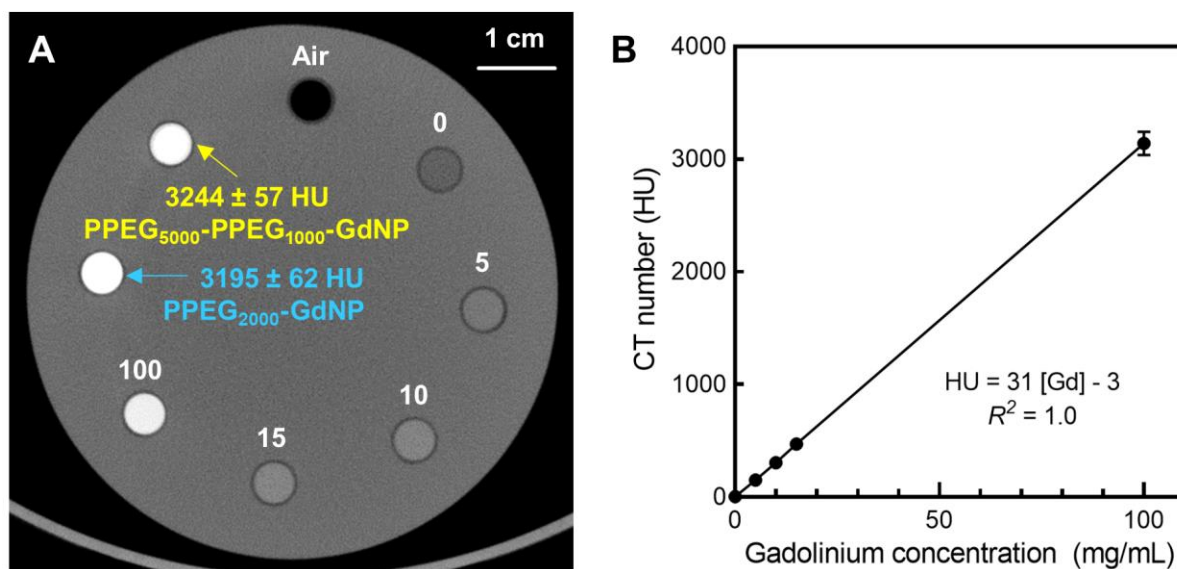 A
Air
1 cm
0
3244 ± 57 HU
PPEG5000-PPEG1000-GdNP
5
3195 ± 62 HU
PPEG2000-GdNP
100
10
15
B
4000
3000
2000
1000
0
CT number (HU)
HU = 31 [Gd] - 3
R2 = 1.0
0
50
100
Gadolinium concentration (mg/mL)